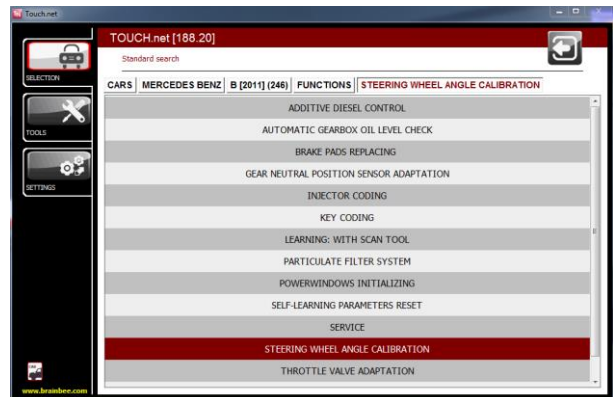 Touch.net
TOUCH.net [188.20]
Standard search
SELECTION
CARS MERCEDES BENZ B [2011] (246) FUNCTIONS STEERING WHEEL ANGLE CALIBRATION
ADDITIVE DIESEL CONTROL
AUTOMATIC GEARBOX OIL LEVEL CHECK
TOOLS
BRAKE PADS REPLACING
GEAR NEUTRAL POSITION SENSOR ADAPTATION
SETTINGS
INJECTOR CODING
KEY CODING
LEARNING: WITH SCAN TOOL
PARTICULATE FILTER SYSTEM
POWERWINDOWS INITIALIZING
SELF-LEARNING PARAMETERS RESET
SERVICE
STEERING WHEEL ANGLE CALIBRATION
THROTTLE VALVE ADAPTATION
www.brainbee.com